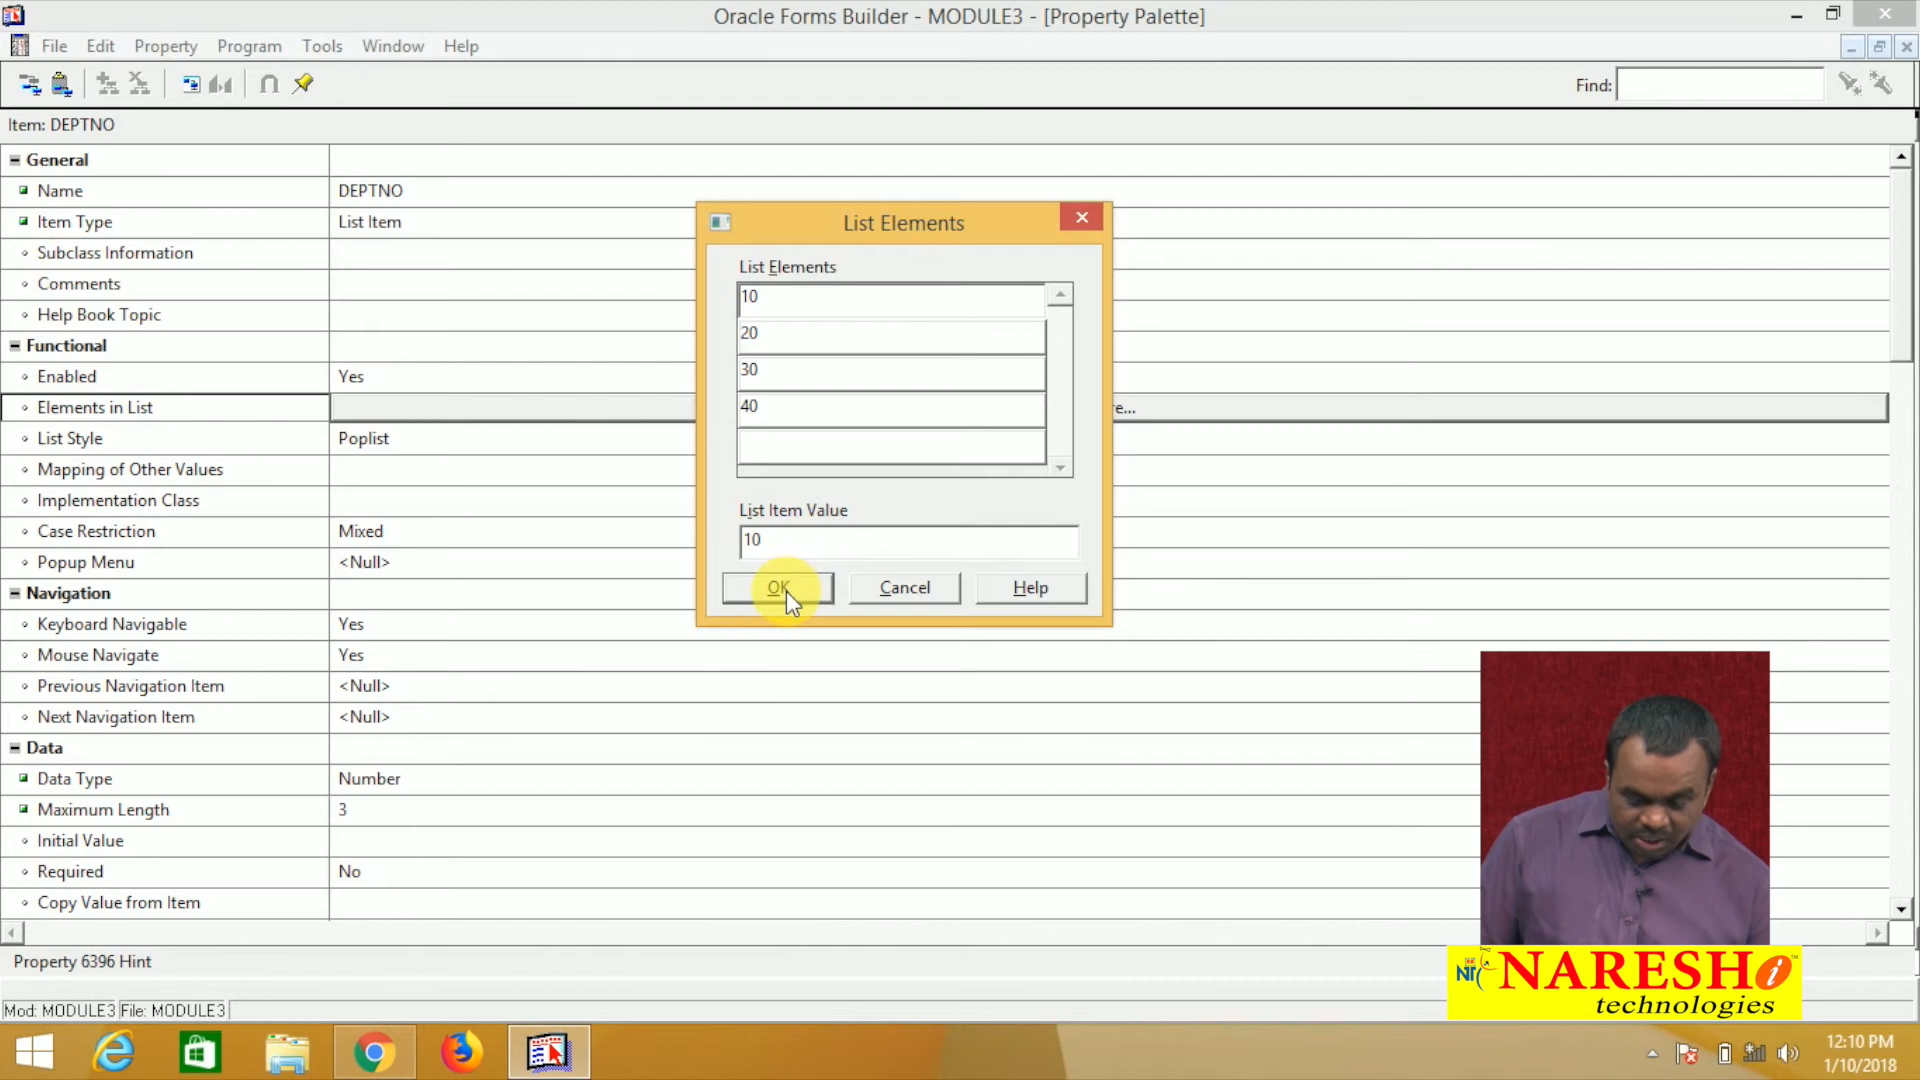 Oracle Forms Builder - MODULE3 - [Property Palette]
File Edit Property Program Tools Window Help
Find:
Item: DEPTNO
General
Name DEPTNO
Item Type List Item
Subclass Information
Comments
Help Book Topic
Functional
Enabled Yes
Elements in List re...
List Style Poplist
Mapping of Other Values
Implementation Class
Case Restriction Mixed
Popup Menu <Null>
Navigation
Keyboard Navigable Yes
Mouse Navigate Yes
Previous Navigation Item <Null>
Next Navigation Item <Null>
Data
Data Type Number
Maximum Length 3
Initial Value
Required No
Copy Value from Item
List Elements
List Elements
10
20
30
40
List Item Value
10
OK Cancel Help
Property 6396 Hint
Mod: MODULE3 File: MODULE3
NARESH i
technologies
12:10 PM
1/10/2018